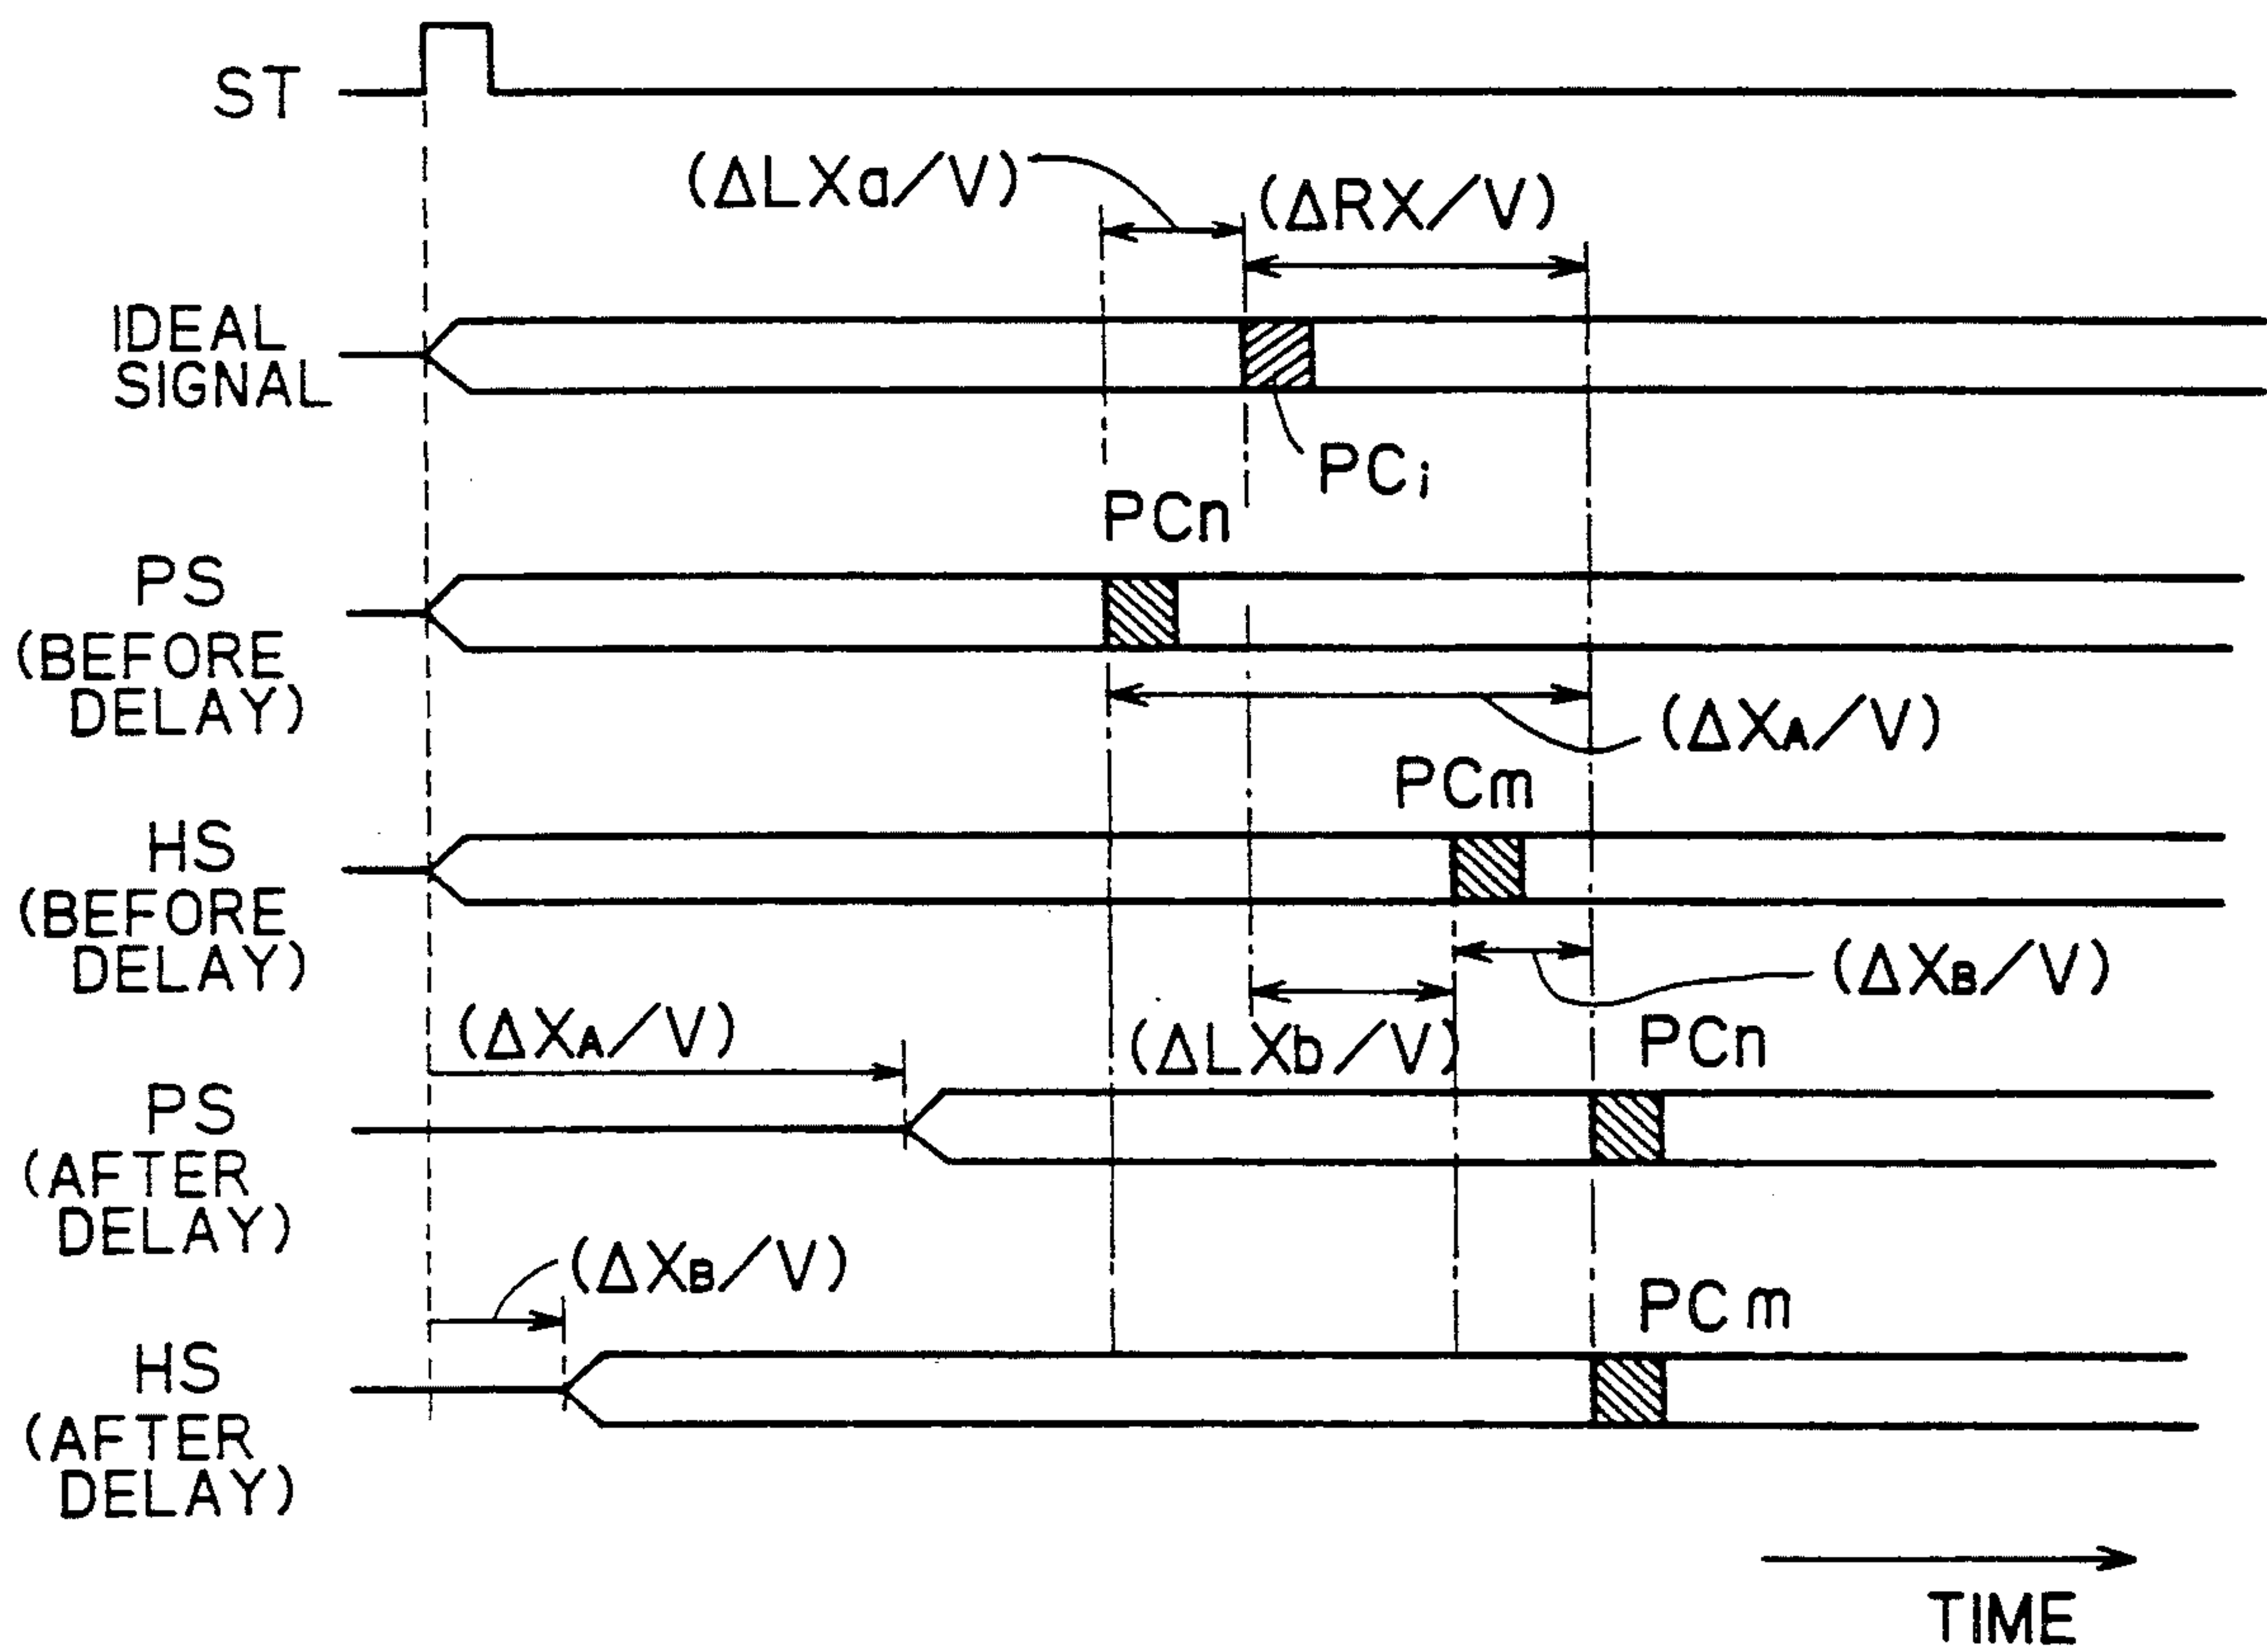 ST
(ΔLXa/V)
(ΔRX/V)
IDEAL
SIGNAL
PCi
PCn
PS
(BEFORE
DELAY)
(ΔXA/V)
PCm
HS
(BEFORE
DELAY)
(ΔXB/V)
(ΔXA/V)
(ΔLXb/V)
PCn
PS
(AFTER
DELAY)
(ΔXB/V)
PCm
HS
(AFTER
DELAY)
TIME